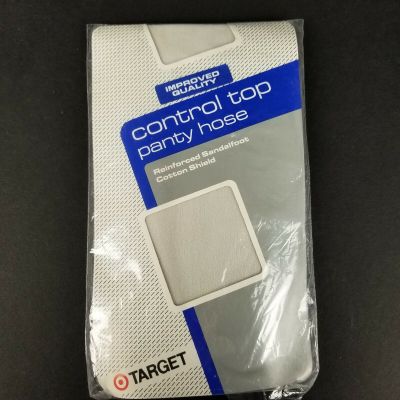 IMPROVED
QUALITY
control top
panty hose
Reinforced Sandalfoot
Cotton Shield
TARGET